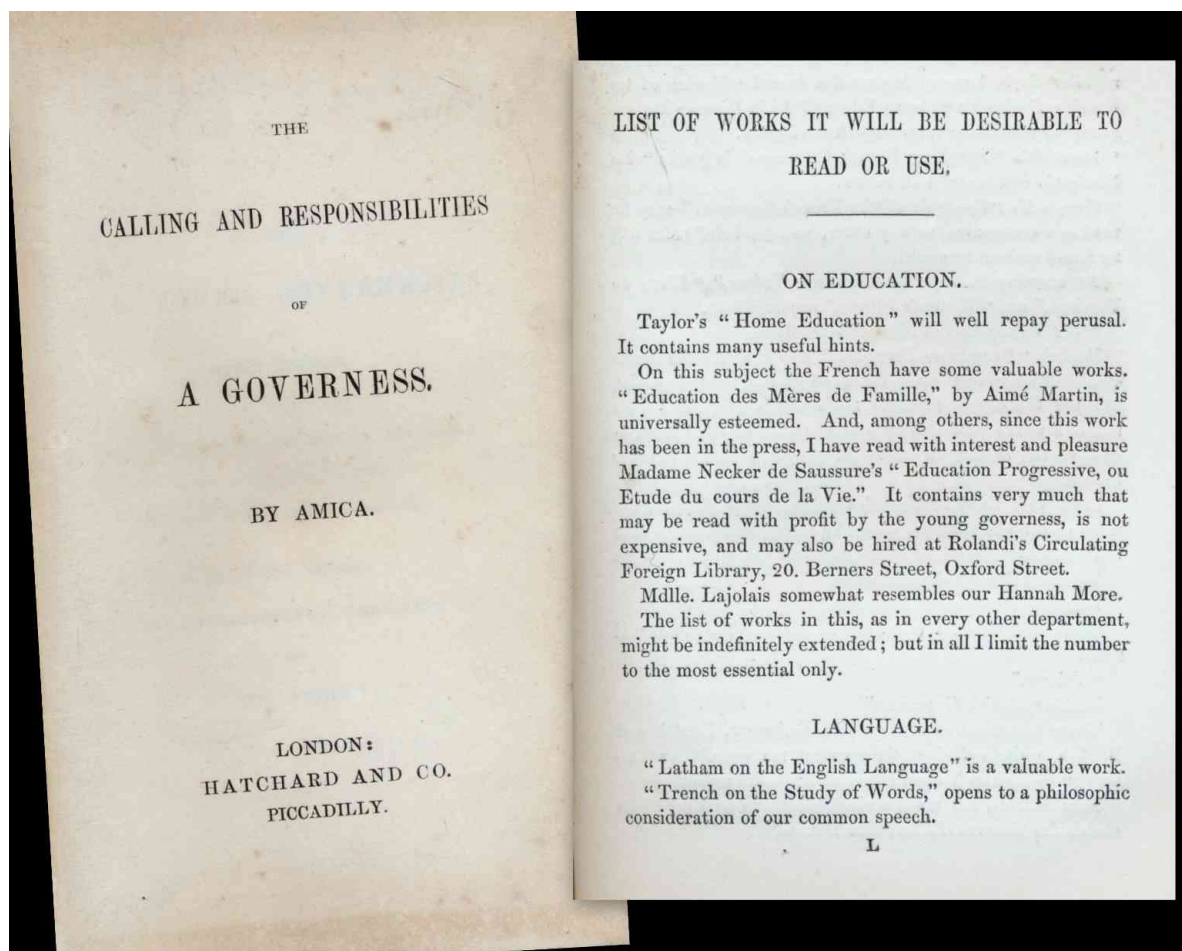 THE
CALLING AND RESPONSIBILITIES
OF
A GOVERNESS.
BY AMICA.
LONDON:
HATCHARD AND CO.
PICCADILLY.
LIST OF WORKS IT WILL BE DESIRABLE TO
READ OR USE.
ON EDUCATION.
Taylor's "Home Education" will well repay perusal.
It contains many useful hints.
On this subject the French have some valuable works.
"Education des Mères de Famille," by Aimé Martin, is
universally esteemed. And, among others, since this work
has been in the press, I have read with interest and pleasure
Madame Necker de Saussure's "Education Progressive, ou
Etude du cours de la Vie." It contains very much that
may be read with profit by the young governess, is not
expensive, and may also be hired at Rolandi's Circulating
Foreign Library, 20. Berners Street, Oxford Street.
Mdlle. Lajolais somewhat resembles our Hannah More.
The list of works in this, as in every other department,
might be indefinitely extended; but in all I limit the number
to the most essential only.
LANGUAGE.
"Latham on the English Language" is a valuable work.
"Trench on the Study of Words," opens to a philosophic
consideration of our common speech.
L